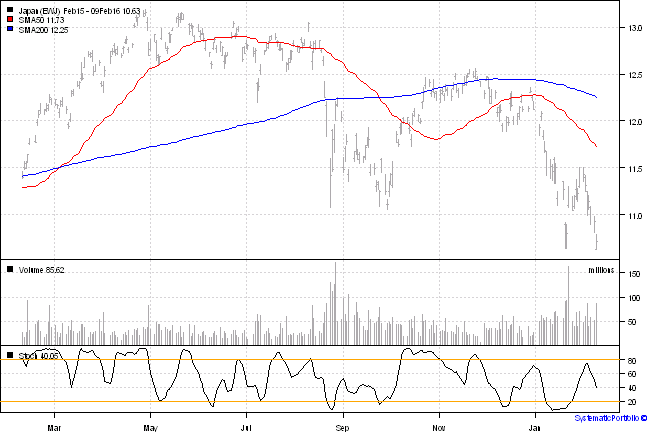 Japan (EWJ) Feb15 - 09Feb16 10.63
SMA50 11.73
SMA200 12.25
13.0
12.5
12.0
11.5
11.0
Volume 85.62
millions
150
100
50
Stoch 40.05
80
60
40
20
Mar May Jul Sep Nov Jan
SystematicPortfolio ©